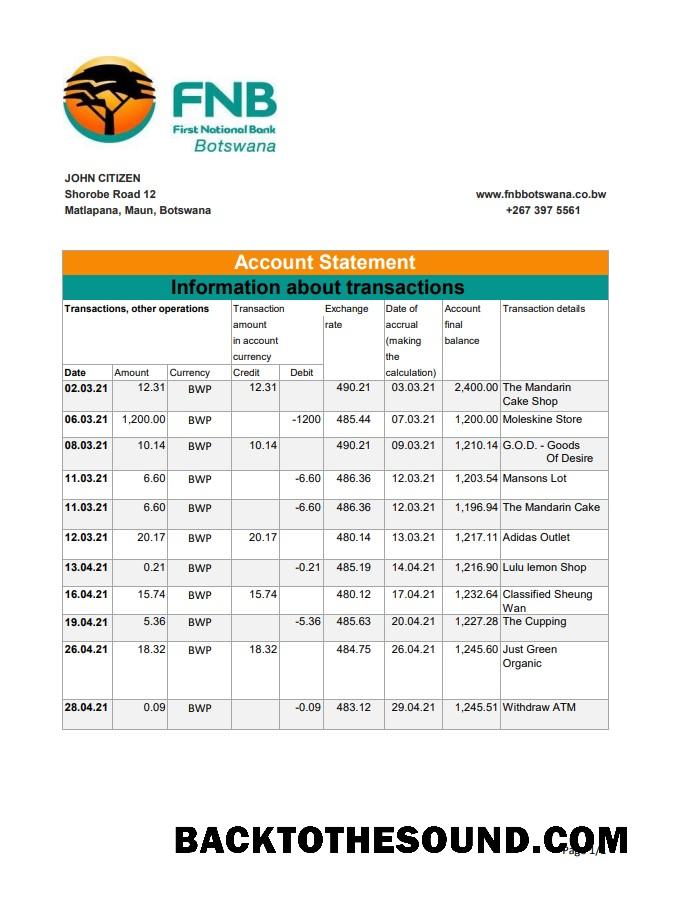 FNB
First National Bank
Botswana
JOHN CITIZEN
Shorobe Road 12
www.fnbbotswana.co.bw
Matlapana, Maun, Botswana
+267 397 5561
Account Statement
Information about transactions
Transactions, other operations Transaction amount in account currency Exchange rate Date of accrual (making the calculation) Account final balance Transaction details
Date Amount Currency Credit Debit
02.03.21 12.31 BWP 12.31 490.21 03.03.21 2,400.00 The Mandarin
Cake Shop
06.03.21 1,200.00 BWP -1200 485.44 07.03.21 1,200.00 Moleskine Store
08.03.21 10.14 BWP 10.14 490.21 09.03.21 1,210.14 G.O.D. - Goods
Of Desire
11.03.21 6.60 BWP -6.60 486.36 12.03.21 1,203.54 Mansons Lot
11.03.21 6.60 BWP -6.60 486.36 12.03.21 1,196.94 The Mandarin Cake
12.03.21 20.17 BWP 20.17 480.14 13.03.21 1,217.11 Adidas Outlet
13.04.21 0.21 BWP -0.21 485.19 14.04.21 1,216.90 Lulu lemon Shop
16.04.21 15.74 BWP 15.74 480.12 17.04.21 1,232.64 Classified Sheung
Wan
19.04.21 5.36 BWP -5.36 485.63 20.04.21 1,227.28 The Cupping
26.04.21 18.32 BWP 18.32 484.75 26.04.21 1,245.60 Just Green
Organic
28.04.21 0.09 BWP -0.09 483.12 29.04.21 1,245.51 Withdraw ATM
BACKTOTHESOUND.COM